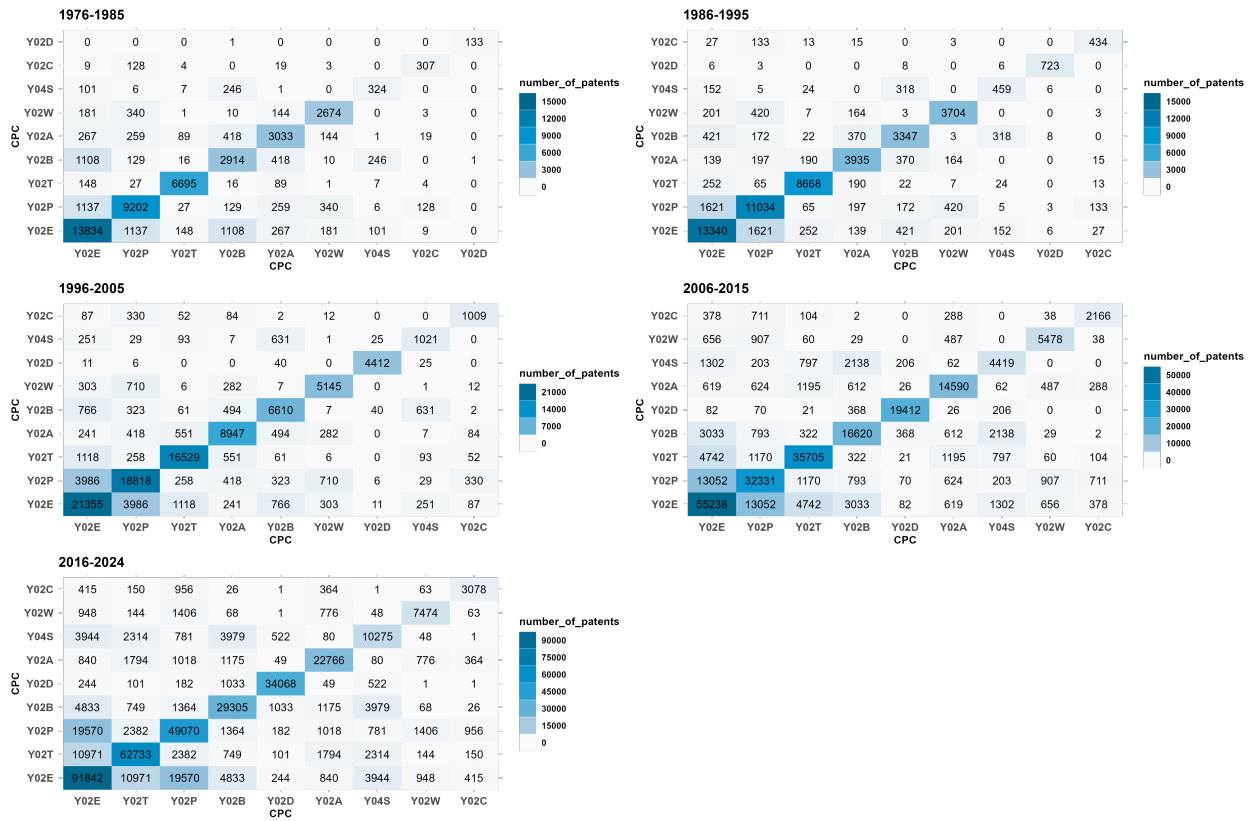 1976-1985
Y02D 0 0 0 1 0 0 0 0 133
Y02C 9 128 4 0 19 3 0 307 0
Y04S 101 6 7 246 1 0 324 0 0
Y02W 181 340 1 10 144 2674 0 3 0
Y02A 267 259 89 418 3033 144 1 19 0
Y02B 1108 129 16 2914 418 10 246 0 1
Y02T 148 27 6695 16 89 1 7 4 0
Y02P 1137 9202 27 129 259 340 6 128 0
Y02E 13834 1137 148 1108 267 181 101 9 0
Y02E Y02P Y02T Y02B Y02A Y02W Y04S Y02C Y02D
CPC
CPC
number_of_patents
15000
12000
9000
6000
3000
0
1986-1995
Y02C 27 133 13 15 0 3 0 0 434
Y02D 6 3 0 0 8 0 6 723 0
Y04S 152 5 24 0 318 0 459 6 0
Y02W 201 420 7 164 3 3704 0 0 3
Y02B 421 172 22 370 3347 3 318 8 0
Y02A 139 197 190 3935 370 164 0 0 15
Y02T 252 65 8668 190 22 7 24 0 13
Y02P 1621 11034 65 197 172 420 5 3 133
Y02E 13340 1621 252 139 421 201 152 6 27
Y02E Y02P Y02T Y02A Y02B Y02W Y04S Y02D Y02C
CPC
CPC
number_of_patents
15000
12000
9000
6000
3000
0
1996-2005
Y02C 87 330 52 84 2 12 0 0 1009
Y04S 251 29 93 7 631 1 25 1021 0
Y02D 11 6 0 0 40 0 4412 25 0
Y02W 303 710 6 282 7 5145 0 1 12
Y02B 766 323 61 494 6610 7 40 631 2
Y02A 241 418 551 8947 494 282 0 7 84
Y02T 1118 258 16529 551 61 6 0 93 52
Y02P 3986 18818 258 418 323 710 6 29 330
Y02E 21355 3986 1118 241 766 303 11 251 87
Y02E Y02P Y02T Y02A Y02B Y02W Y02D Y04S Y02C
CPC
CPC
number_of_patents
21000
14000
7000
0
2006-2015
Y02C 378 711 104 2 0 288 0 38 2166
Y02W 656 907 60 29 0 487 0 5478 38
Y04S 1302 203 797 2138 206 62 4419 0 0
Y02A 619 624 1195 612 26 14590 62 487 288
Y02D 82 70 21 368 19412 26 206 0 0
Y02B 3033 793 322 16620 368 612 2138 29 2
Y02T 4742 1170 35705 322 21 1195 797 60 104
Y02P 13052 32331 1170 793 70 624 203 907 711
Y02E 55238 13052 4742 3033 82 619 1302 656 378
Y02E Y02P Y02T Y02B Y02D Y02A Y04S Y02W Y02C
CPC
CPC
number_of_patents
50000
40000
30000
20000
10000
0
2016-2024
Y02C 415 150 956 26 1 364 1 63 3078
Y02W 948 144 1406 68 1 776 48 7474 63
Y04S 3944 2314 781 3979 522 80 10275 48 1
Y02A 840 1794 1018 1175 49 22766 80 776 364
Y02D 244 101 182 1033 34068 49 522 1 1
Y02B 4833 749 1364 29305 1033 1175 3979 68 26
Y02P 19570 2382 49070 1364 182 1018 781 1406 956
Y02T 10971 62733 2382 749 101 1794 2314 144 150
Y02E 91842 10971 19570 4833 244 840 3944 948 415
Y02E Y02T Y02P Y02B Y02D Y02A Y04S Y02W Y02C
CPC
CPC
number_of_patents
90000
75000
60000
45000
30000
15000
0